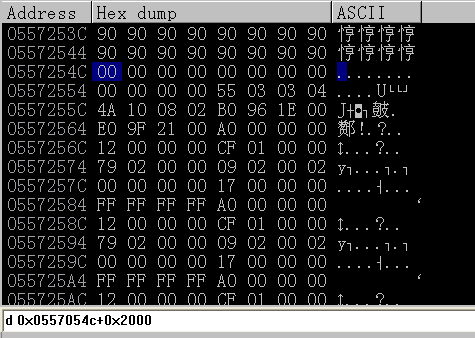 Address Hex dump ASCII
0557253C 90 90 90 90 90 90 90 90 悙悙悙悙
05572544 90 90 90 90 90 90 90 90 悙悙悙悙
0557254C 00 00 00 00 00 00 00 00 ........
05572554 00 00 00 00 55 03 03 04 ....U└└┘
0557255C 4A 10 08 02 B0 96 1E 00
05572564 E0 9F 21 00 A0 00 00 00
0557256C 12 00 00 00 CF 01 00 00 ↕...?..
05572574 79 02 00 00 09 02 00 02 y┐...┐.┐
0557257C 00 00 00 00 17 00 00 00 ....┤...
05572584 FF FF FF FF A0 00 00 00
0557258C 12 00 00 00 CF 01 00 00 ↕...?..
05572594 79 02 00 00 09 02 00 02 y┐...┐.┐
0557259C 00 00 00 00 17 00 00 00 ....┤...
055725A4 FF FF FF FF A0 00 00 00
055725AC 12 00 00 00 CF 01 00 00 ↕...?..
d 0x0557054c+0x2000